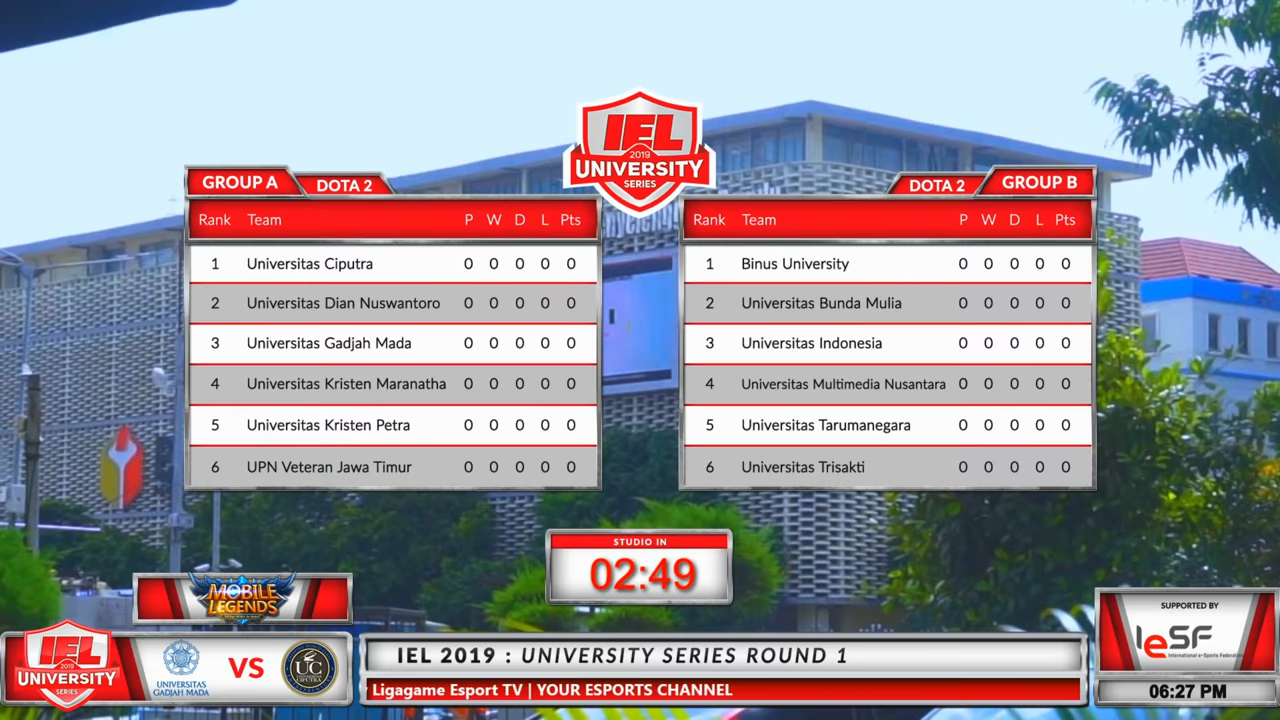 IEL
2019
UNIVERSITY
SERIES
GROUP A DOTA 2
Rank Team P W D L Pts
1 Universitas Ciputra 0 0 0 0 0
2 Universitas Dian Nuswantoro 0 0 0 0 0
3 Universitas Gadjah Mada 0 0 0 0 0
4 Universitas Kristen Maranatha 0 0 0 0 0
5 Universitas Kristen Petra 0 0 0 0 0
6 UPN Veteran Jawa Timur 0 0 0 0 0
DOTA 2 GROUP B
Rank Team P W D L Pts
1 Binus University 0 0 0 0 0
2 Universitas Bunda Mulia 0 0 0 0 0
3 Universitas Indonesia 0 0 0 0 0
4 Universitas Multimedia Nusantara 0 0 0 0 0
5 Universitas Tarumanegara 0 0 0 0 0
6 Universitas Trisakti 0 0 0 0 0
STUDIO IN
02:49
MOBILE
LEGENDS
IEL
2019
UNIVERSITY
SERIES
UNIVERSITAS
GADJAH MADA
VS
UC
IEL 2019 : UNIVERSITY SERIES ROUND 1
Ligagame Esport TV | YOUR ESPORTS CHANNEL
SUPPORTED BY
IeSF
International e-Sports Federation
06:27 PM